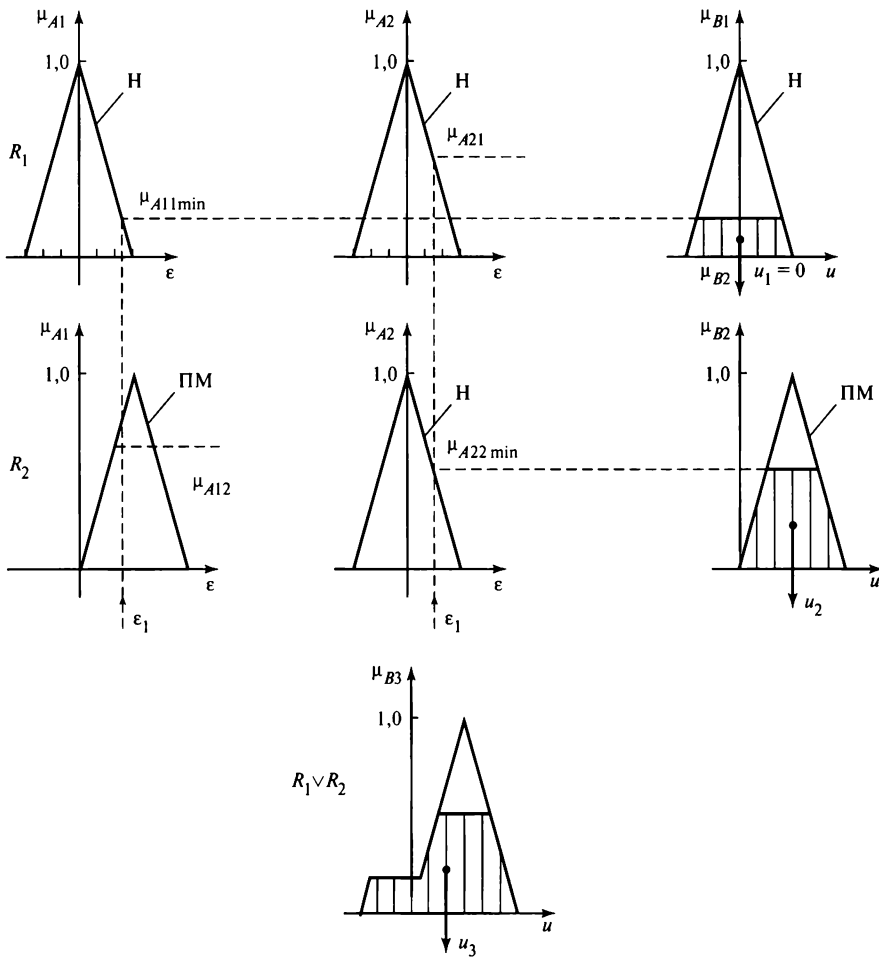 μA1
1,0
Н
R1
μA11min
ε
μA2
1,0
Н
μA21
ε
μB1
1,0
Н
μB2
u1 = 0
u
μA1
1,0
ПМ
R2
μA12
ε
ε1
μA2
1,0
Н
μA22 min
ε
ε1
μB2
1,0
ПМ
u
u2
μB3
1,0
R1∨R2
u
u3